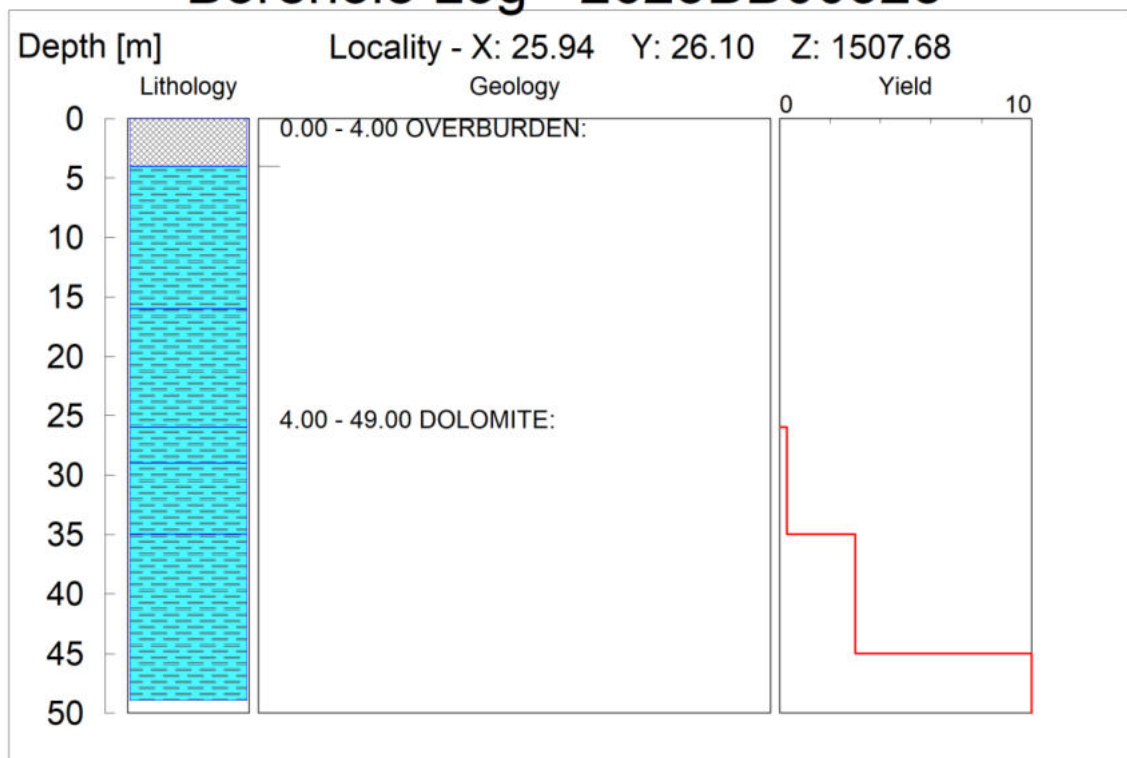 Depth [m]
Locality - X: 25.94 Y: 26.10 Z: 1507.68
Lithology
Geology
Yield
0
10
0
0.00 - 4.00 OVERBURDEN:
5
10
15
20
25
4.00 - 49.00 DOLOMITE:
30
35
40
45
50